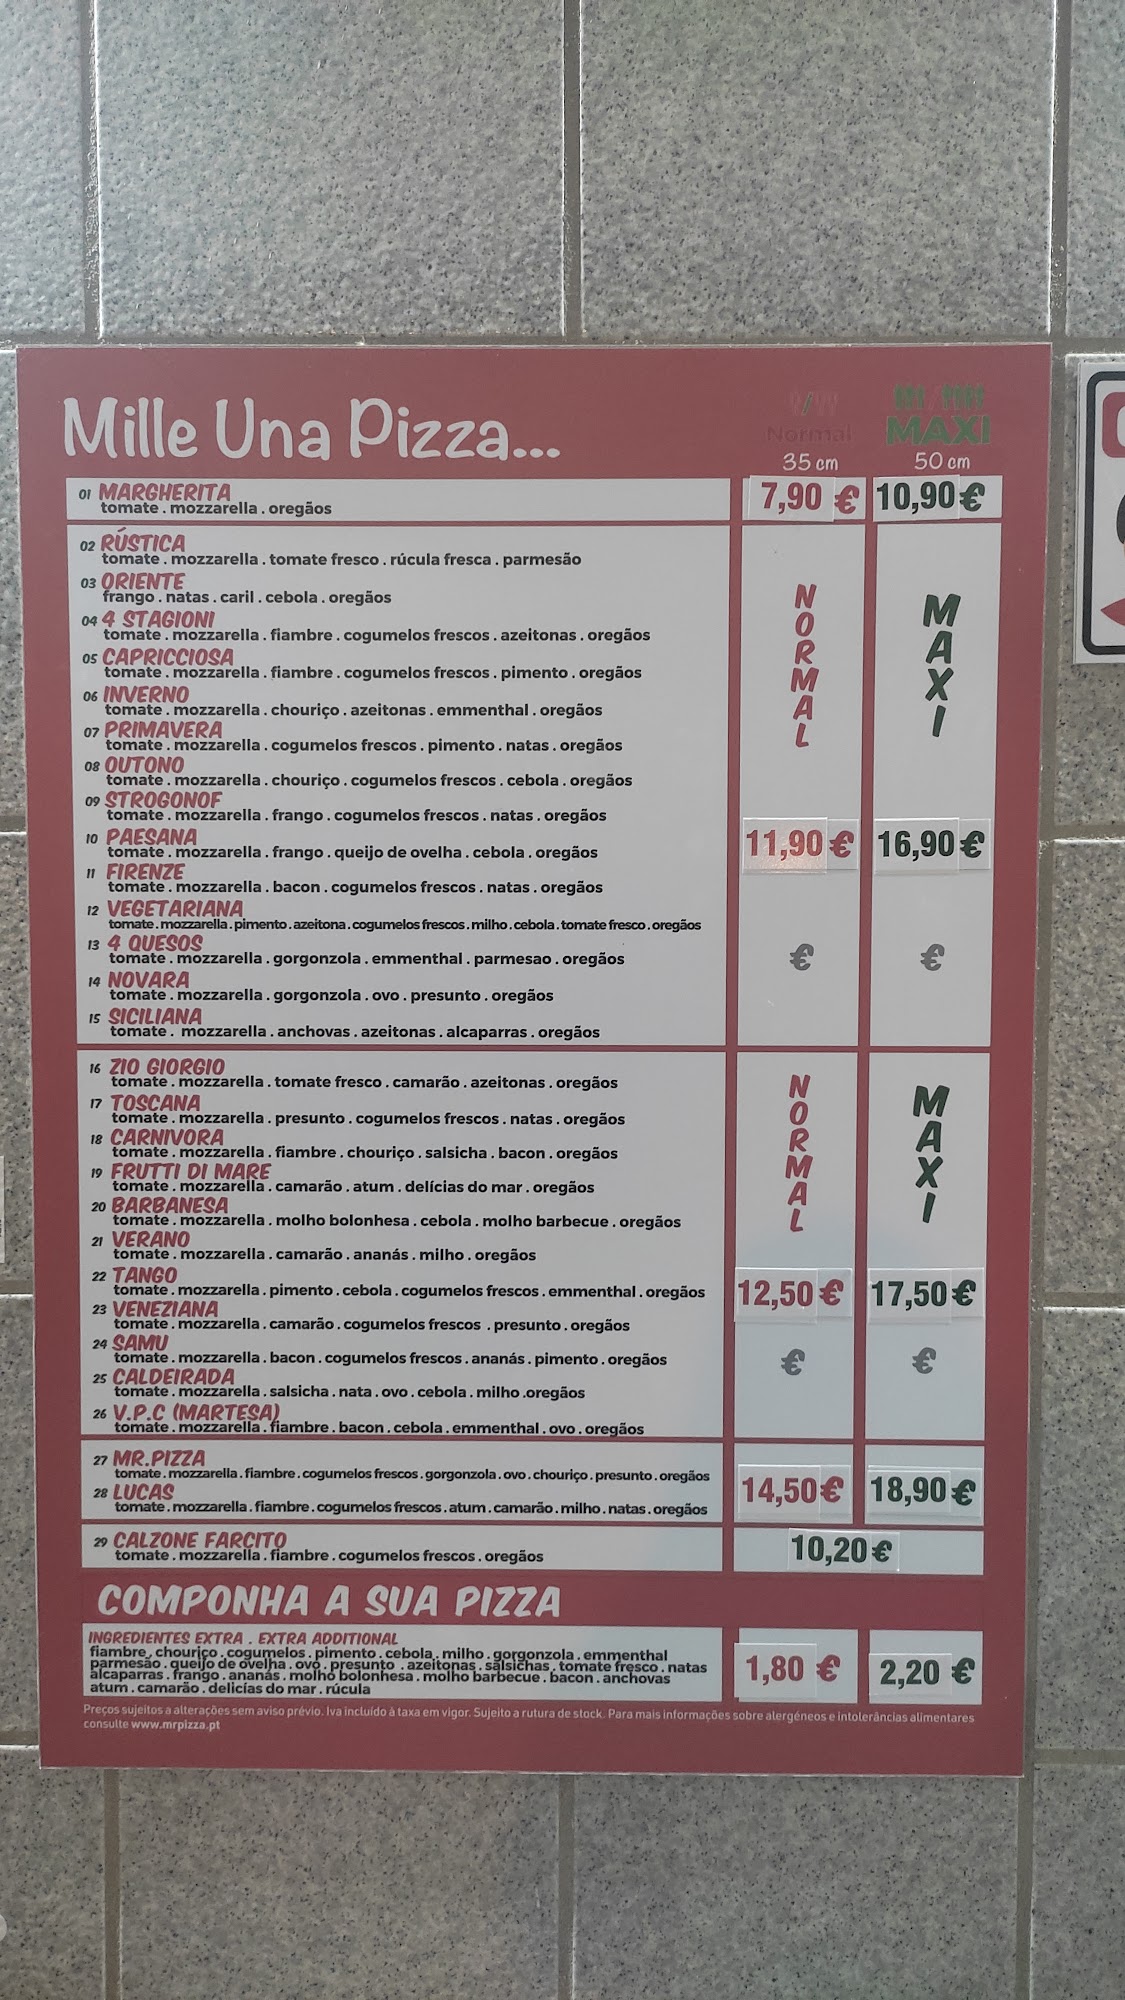 Mille Una Pizza...
Normal
MAXI
35 cm
50 cm
01 MARGHERITA
tomate . mozzarella . oregãos
7,90 €
10,90 €
02 RÚSTICA
tomate . mozzarella . tomate fresco . rúcula fresca . parmesão
03 ORIENTE
frango . natas . caril . cebola . oregãos
04 4 STAGIONI
tomate . mozzarella . fiambre . cogumelos frescos . azeitonas . oregãos
05 CAPRICCIOSA
tomate . mozzarella . fiambre . cogumelos frescos . pimento . oregãos
06 INVERNO
tomate . mozzarella . chouriço . azeitonas . emmenthal . oregãos
07 PRIMAVERA
tomate . mozzarella . cogumelos frescos . pimento . natas . oregãos
08 OUTONO
tomate . mozzarella . chouriço . cogumelos frescos . cebola . oregãos
09 STROGONOF
tomate . mozzarella . frango . cogumelos frescos . natas . oregãos
10 PAESANA
tomate . mozzarella . frango . queijo de ovelha . cebola . oregãos
11 FIRENZE
tomate . mozzarella . bacon . cogumelos frescos . natas . oregãos
12 VEGETARIANA
tomate . mozzarella . pimento . azeitona . cogumelos frescos . milho . cebola . tomate fresco . oregãos
13 4 QUESOS
tomate . mozzarella . gorgonzola . emmenthal . parmesao . oregãos
14 NOVARA
tomate . mozzarella . gorgonzola . ovo . presunto . oregãos
15 SICILIANA
tomate . mozzarella . anchovas . azeitonas . alcaparras . oregãos
NORMAL
MAXI
11,90 €
16,90 €
€
€
16 ZIO GIORGIO
tomate . mozzarella . tomate fresco . camarão . azeitonas . oregãos
17 TOSCANA
tomate . mozzarella . presunto . cogumelos frescos . natas . oregãos
18 CARNIVORA
tomate . mozzarella . fiambre . chouriço . salsicha . bacon . oregãos
19 FRUTTI DI MARE
tomate . mozzarella . camarão . atum . delícias do mar . oregãos
20 BARBANESA
tomate . mozzarella . molho bolonhesa . cebola . molho barbecue . oregãos
21 VERANO
tomate . mozzarella . camarão . ananás . milho . oregãos
22 TANGO
tomate . mozzarella . pimento . cebola . cogumelos frescos . emmenthal . oregãos
23 VENEZIANA
tomate . mozzarella . camarão . cogumelos frescos . presunto . oregãos
24 SAMU
tomate . mozzarella . bacon . cogumelos frescos . ananás . pimento . oregãos
25 CALDEIRADA
tomate . mozzarella . salsicha . nata . ovo . cebola . milho .oregãos
26 V.P.C (MARTESA)
tomate . mozzarella . fiambre . bacon . cebola . emmenthal . ovo . oregãos
NORMAL
MAXI
12,50 €
17,50 €
€
€
27 MR.PIZZA
tomate . mozzarella . fiambre . cogumelos frescos . gorgonzola . ovo . chouriço . presunto . oregãos
28 LUCAS
tomate . mozzarella . fiambre . cogumelos frescos . atum . camarão . milho . natas . oregãos
14,50 €
18,90 €
29 CALZONE FARCITO
tomate . mozzarella . fiambre . cogumelos frescos . oregãos
10,20 €
COMPONHA A SUA PIZZA
INGREDIENTES EXTRA . EXTRA ADDITIONAL
fiambre . chouriço . cogumelos . pimento . cebola . milho . gorgonzola . emmenthal
parmesão . queijo de ovelha . ovo . presunto . azeitonas . salsichas . tomate fresco . natas
alcaparras . frango . ananás . molho bolonhesa . molho barbecue . bacon . anchovas
atum . camarão . delicías do mar . rúcula
1,80 €
2,20 €
Preços sujeitos a alterações sem aviso prévio. Iva incluído à taxa em vigor. Sujeito a rutura de stock. Para mais informações sobre alergéneos e intolerâncias alimentares
consulte www.mrpizza.pt